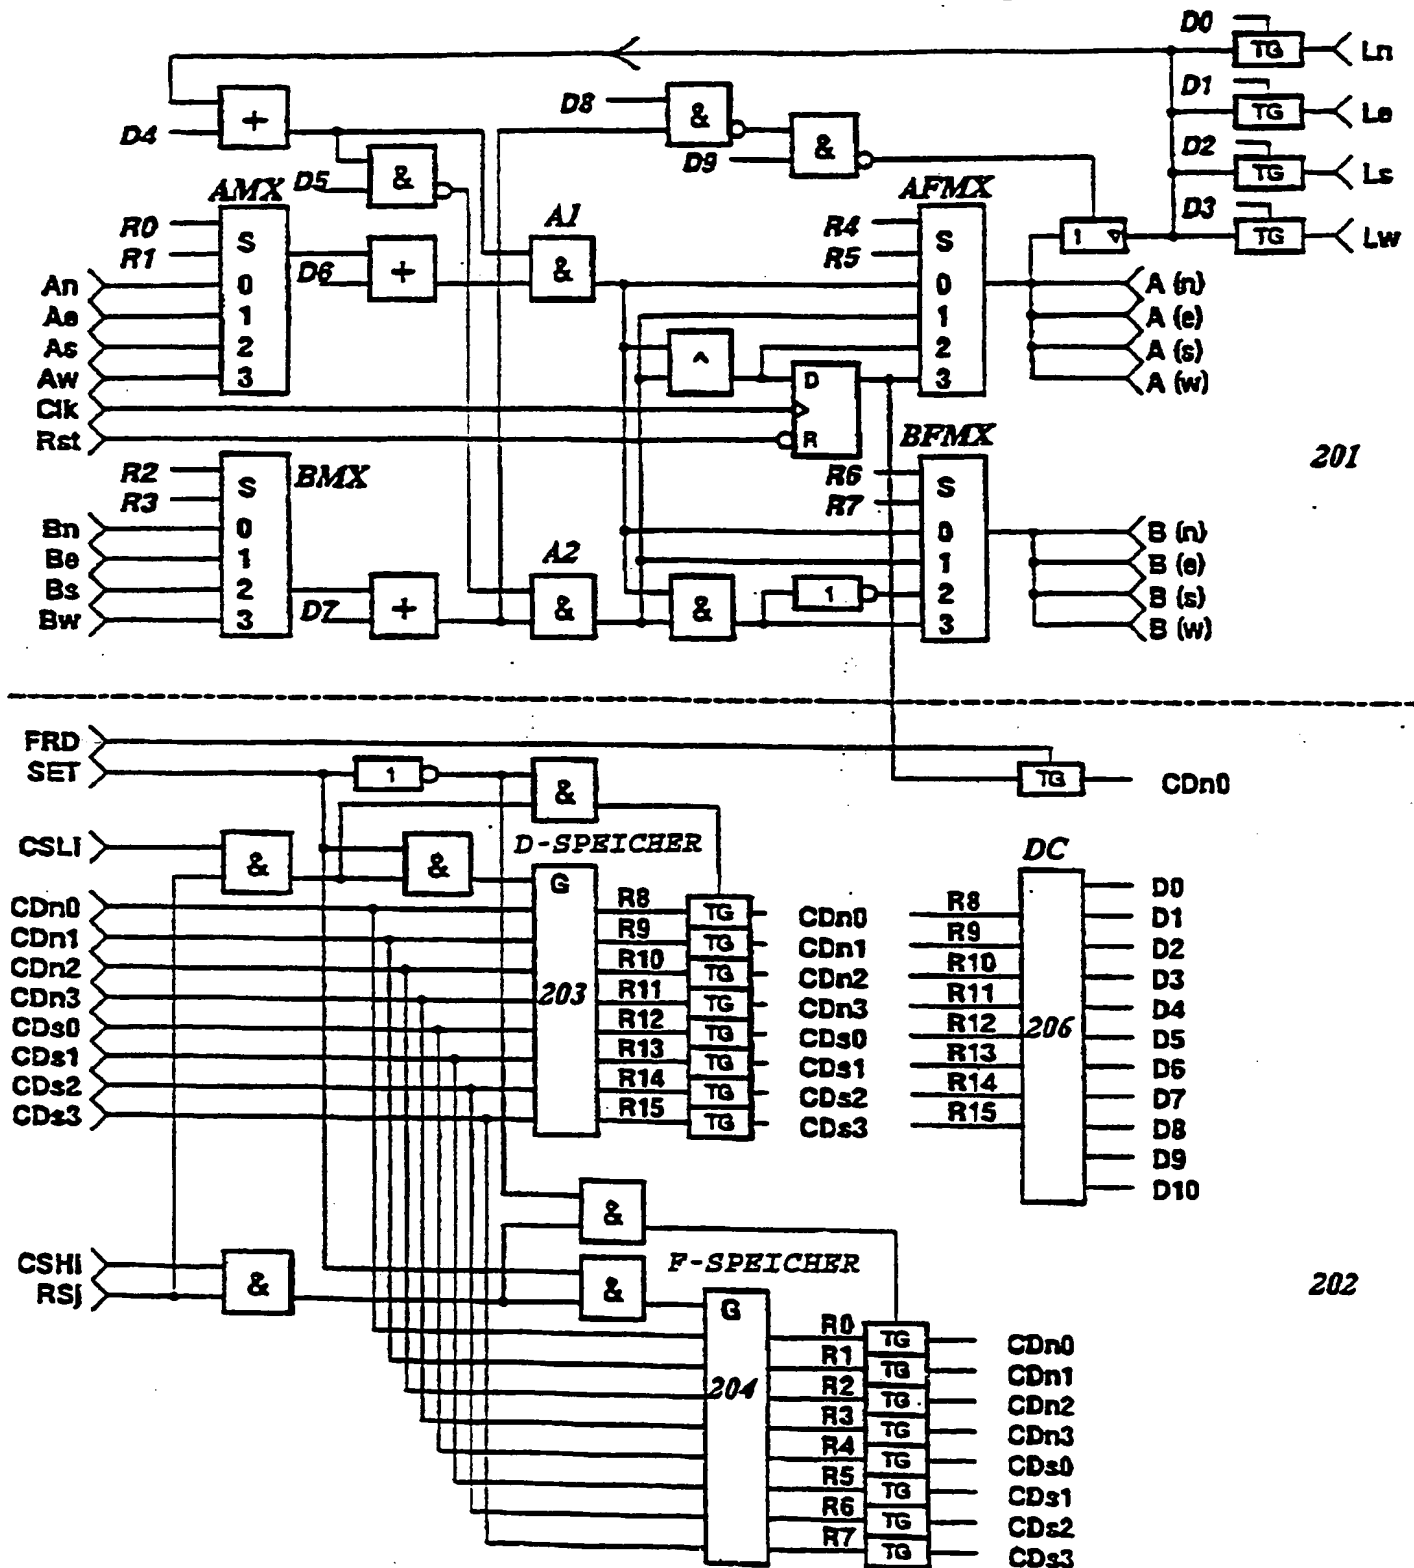 D0
TG Ln
D1
TG Le
D2
TG Ls
D3
TG Lw
+
D4
D8 &
D9 &
D5 &
AMX
R0
R1
S
0
1
2
3
An
Ae
As
Aw
Clk
Rst
D6 +
A1
&
AFMX
R4
R5
S
0
1
2
3
1 ∇
A (n)
A (e)
A (s)
A (w)
^
D
R
201
R2
R3
BMX
S
0
1
2
3
Bn
Be
Bs
Bw
D7 +
A2
&
&
1
BFMX
R6
R7
S
0
1
2
3
B (n)
B (e)
B (s)
B (w)
FRD
SET
1
&
TG CDn0
CSLi
&
&
D-SPEICHER
G
203
CDn0
CDn1
CDn2
CDn3
CDs0
CDs1
CDs2
CDs3
R8 TG CDn0
R9 TG CDn1
R10 TG CDn2
R11 TG CDn3
R12 TG CDs0
R13 TG CDs1
R14 TG CDs2
R15 TG CDs3
DC
R8
R9
R10
R11
R12
R13
R14
R15
206
D0
D1
D2
D3
D4
D5
D6
D7
D8
D9
D10
CSHi
RSj
&
&
&
F-SPEICHER
G
204
202
R0 TG CDn0
R1 TG CDn1
R2 TG CDn2
R3 TG CDn3
R4 TG CDs0
R5 TG CDs1
R6 TG CDs2
R7 TG CDs3